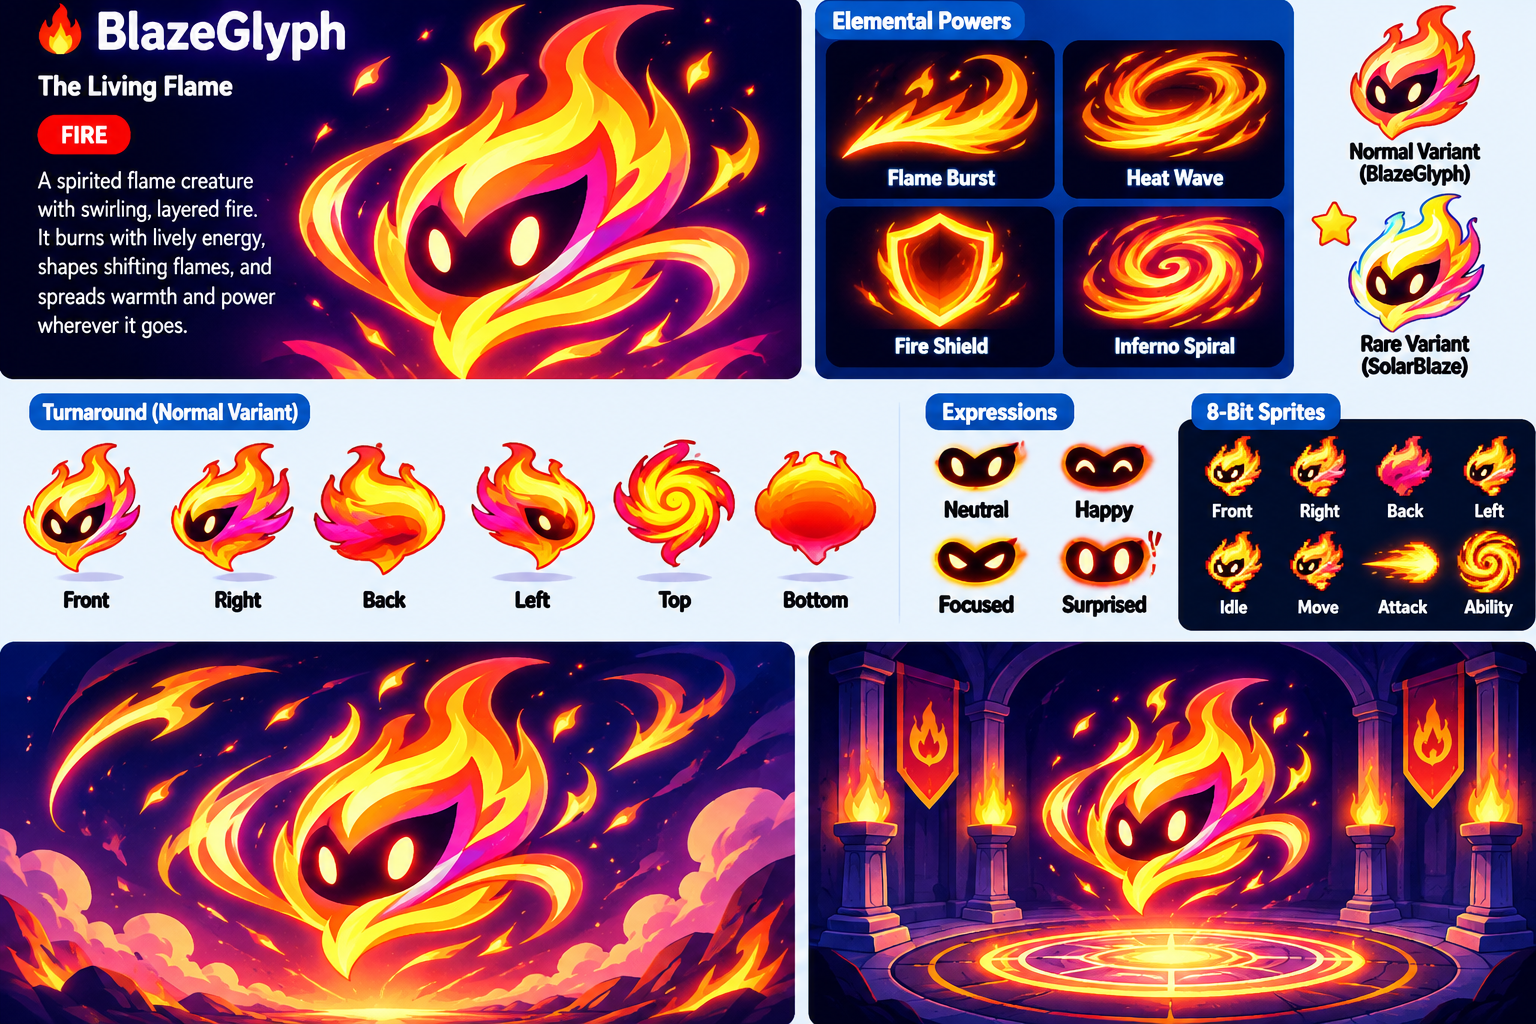 BlazeGlyph
The Living Flame
FIRE
A spirited flame creature
with swirling, layered fire.
It burns with lively energy,
shapes shifting flames, and
spreads warmth and power
wherever it goes.
Elemental Powers
Flame Burst
Heat Wave
Fire Shield
Inferno Spiral
Normal Variant
(BlazeGlyph)
Rare Variant
(SolarBlaze)
Turnaround (Normal Variant)
Front
Right
Back
Left
Top
Bottom
Expressions
Neutral
Happy
Focused
Surprised
8-Bit Sprites
Front
Right
Back
Left
Idle
Move
Attack
Ability